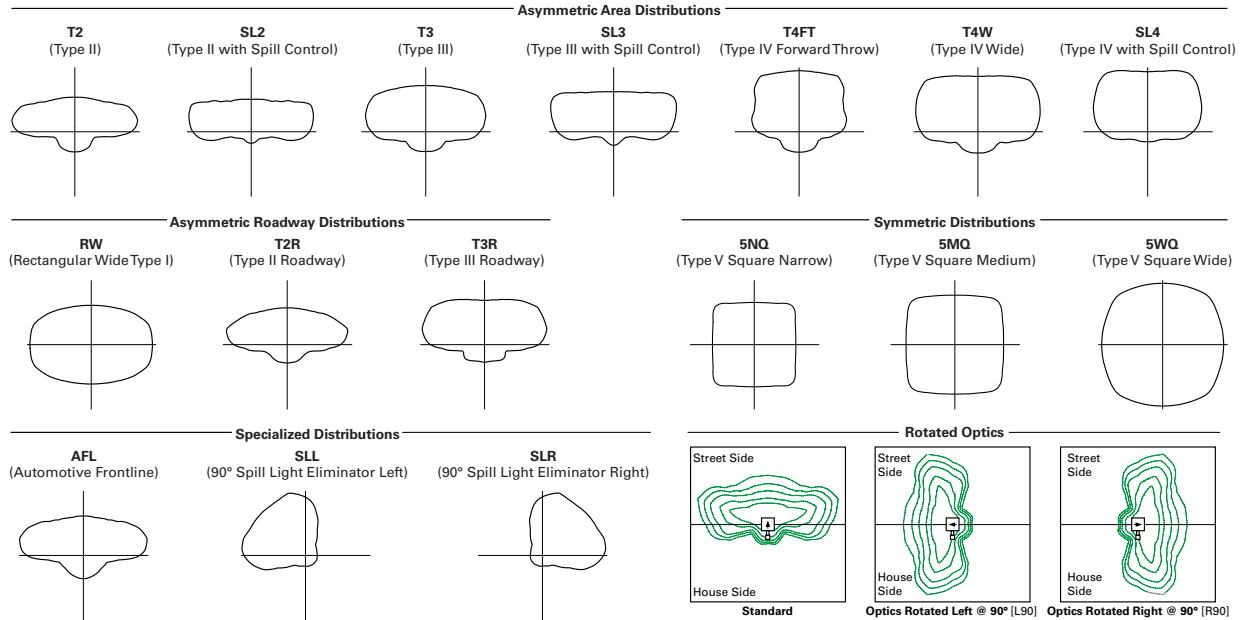 Asymmetric Area Distributions
T2
(Type II)
SL2
(Type II with Spill Control)
T3
(Type III)
SL3
(Type III with Spill Control)
T4FT
(Type IV Forward Throw)
T4W
(Type IV Wide)
SL4
(Type IV with Spill Control)
Asymmetric Roadway Distributions
RW
(Rectangular Wide Type I)
T2R
(Type II Roadway)
T3R
(Type III Roadway)
Symmetric Distributions
5NQ
(Type V Square Narrow)
5MQ
(Type V Square Medium)
5WQ
(Type V Square Wide)
Specialized Distributions
AFL
(Automotive Frontline)
SLL
(90° Spill Light Eliminator Left)
SLR
(90° Spill Light Eliminator Right)
Rotated Optics
Street Side
House Side
Standard
Street
Side
House
Side
Optics Rotated Left @ 90° [L90]
Street
Side
House
Side
Optics Rotated Right @ 90° [R90]